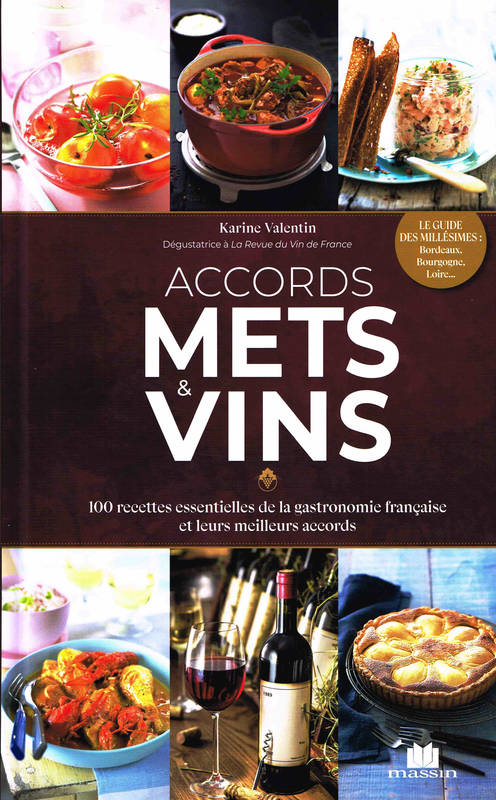 Karine Valentin
Dégustatrice à La Revue du Vin de France
LE GUIDE
DES MILLÉSIMES :
Bordeaux,
Bourgogne,
Loire...
ACCORDS
METS
&
VINS
100 recettes essentielles de la gastronomie française
et leurs meilleurs accords
massin